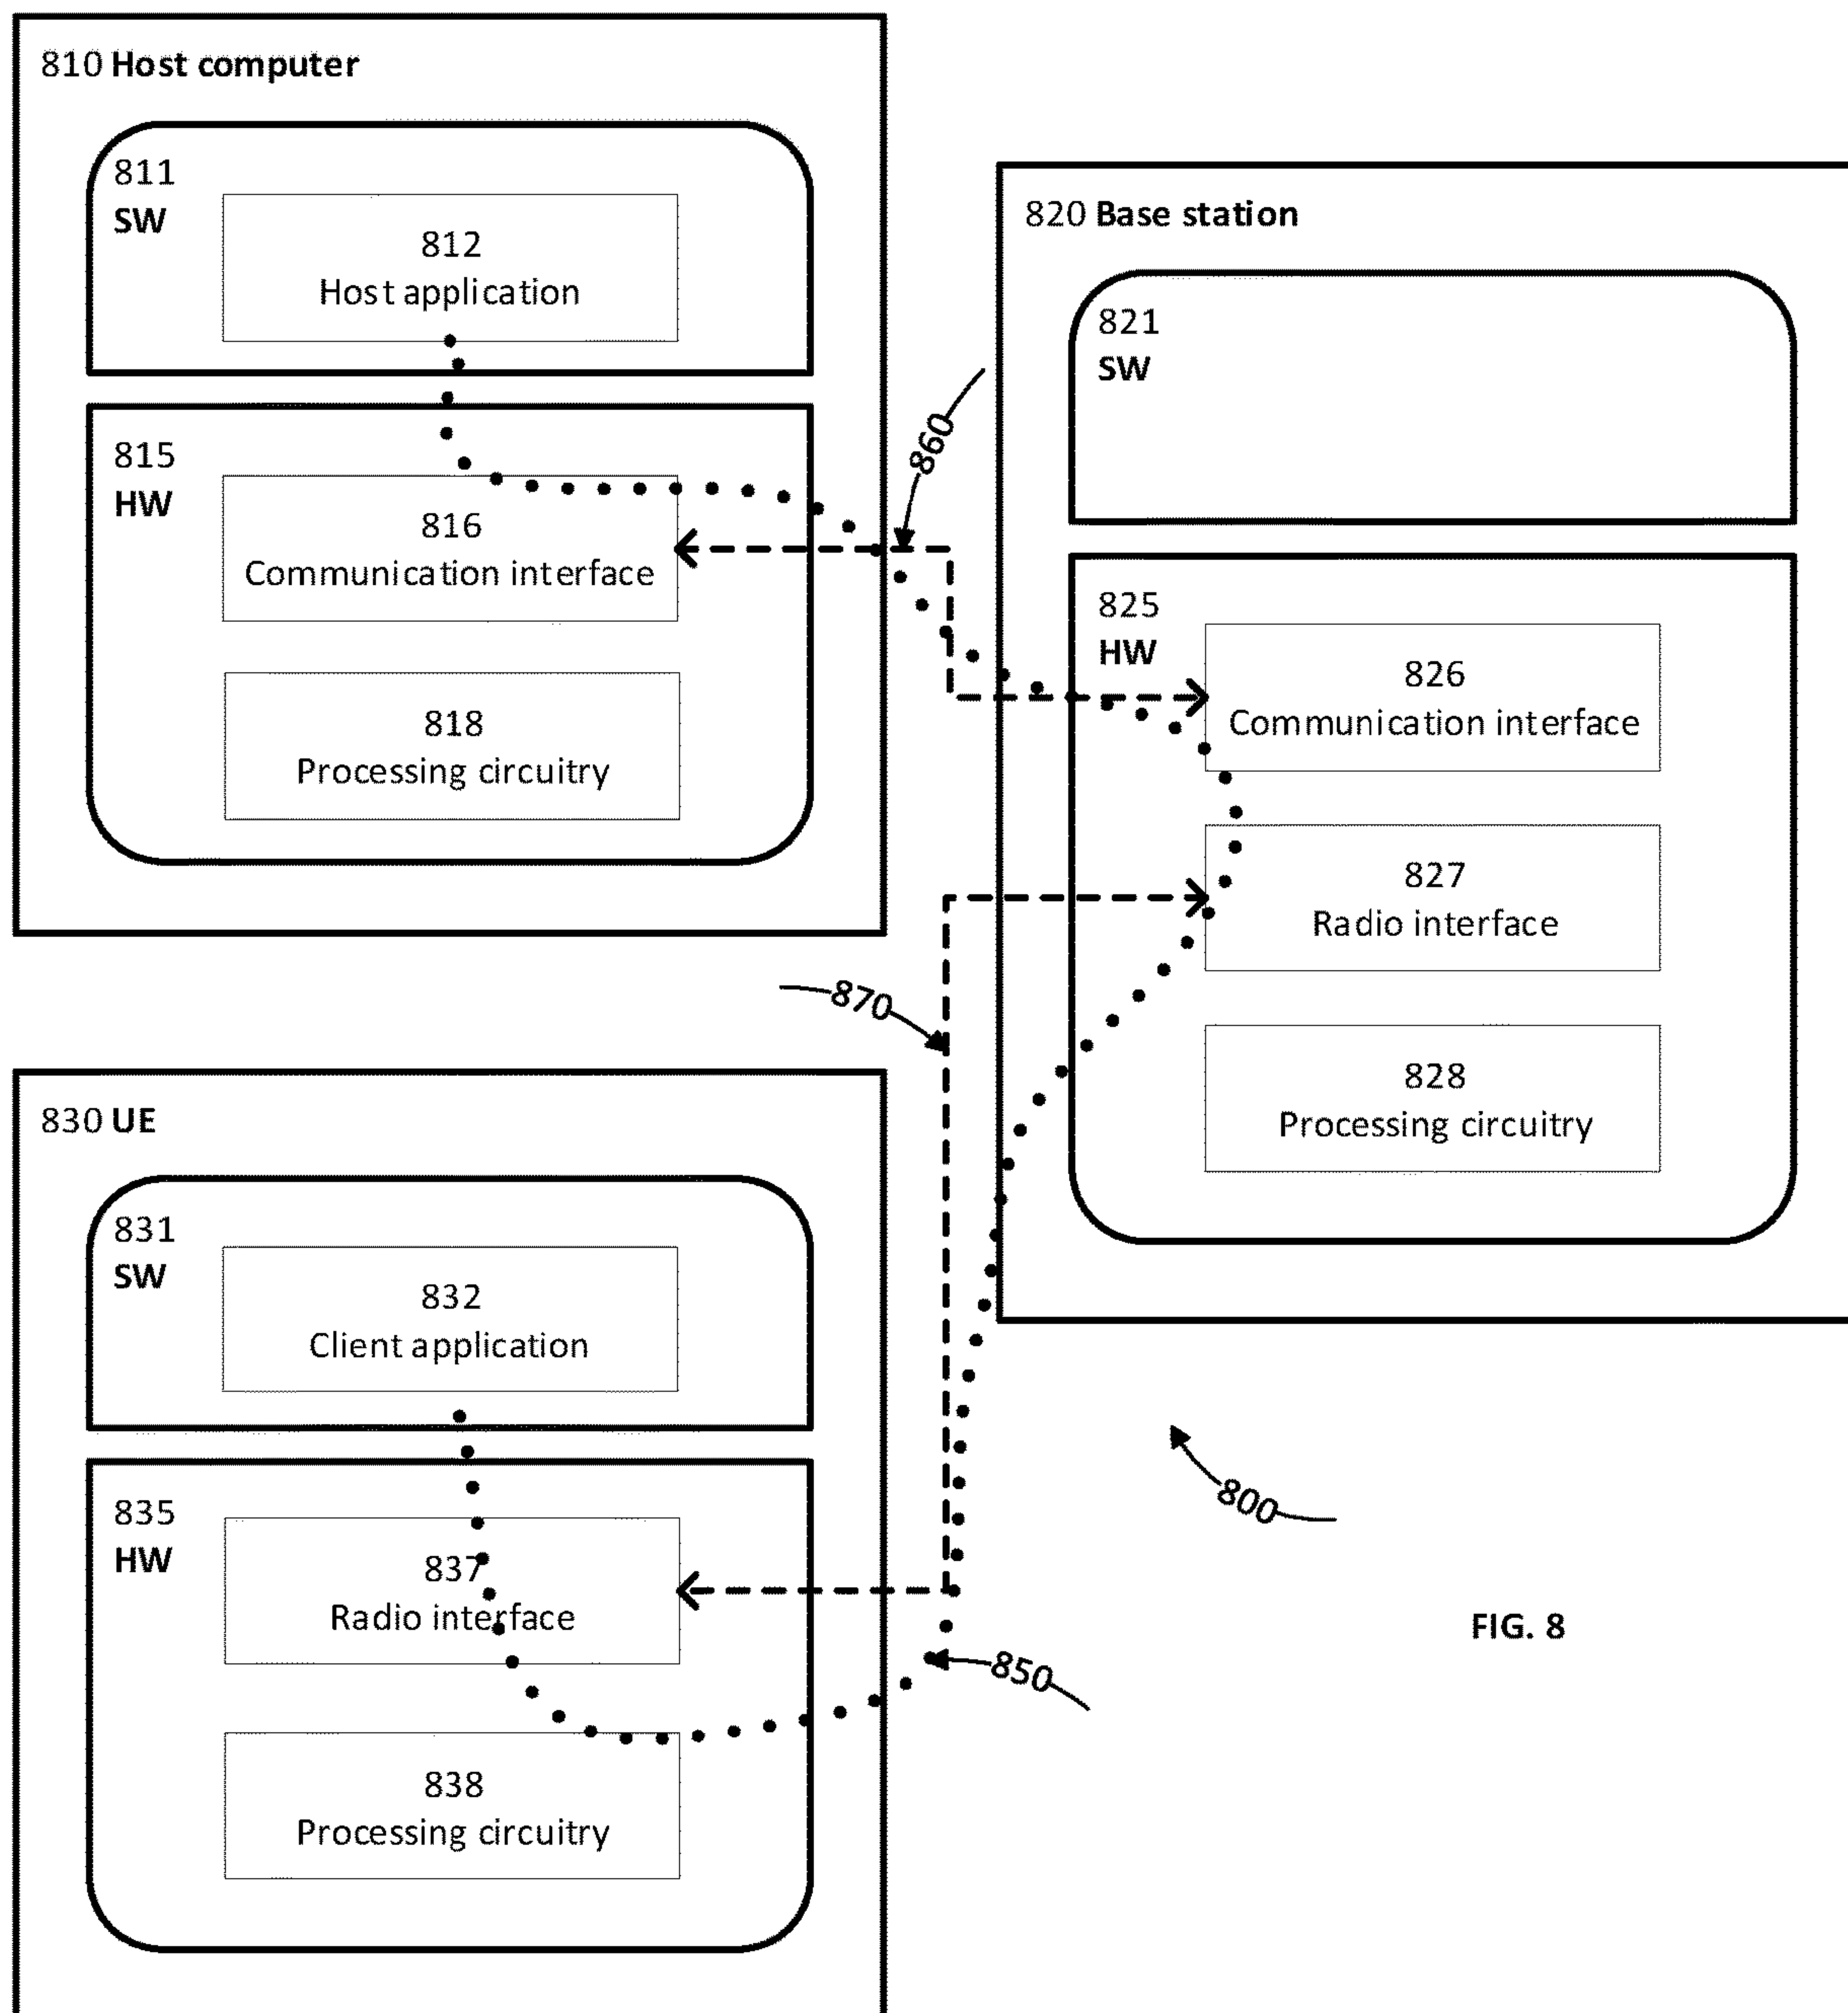 810 Host computer
811
SW
812
Host application
815
HW
816
Communication interface
818
Processing circuitry
860
820 Base station
821
SW
825
HW
826
Communication interface
827
Radio interface
828
Processing circuitry
870
830 UE
831
SW
832
Client application
835
HW
837
Radio interface
838
Processing circuitry
850
800
FIG. 8